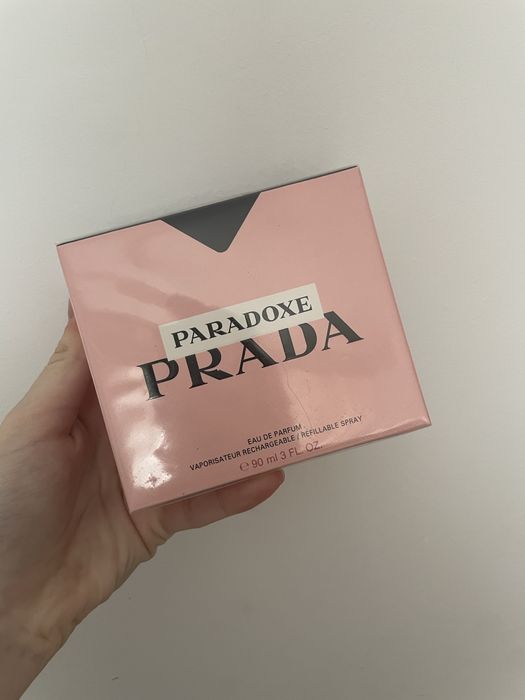 PARADOXE
PRADA
EAU DE PARFUM
VAPORISATEUR RECHARGEABLE / REFILLABLE SPRAY
℮ 90 ml 3 FL. OZ.